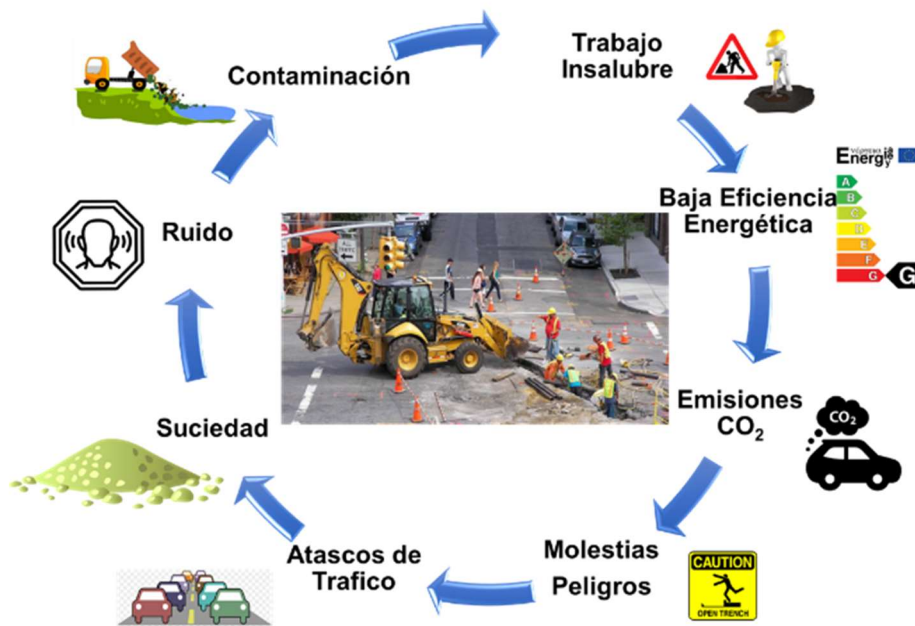 Contaminación
Trabajo
Insalubre
Baja Eficiencia
Energética
Energy
A
B
C
D
E
F
G
G
Emisiones
CO₂
CO₂
Molestias
Peligros
CAUTION
OPEN TRENCH
Atascos de
Trafico
Suciedad
Ruido